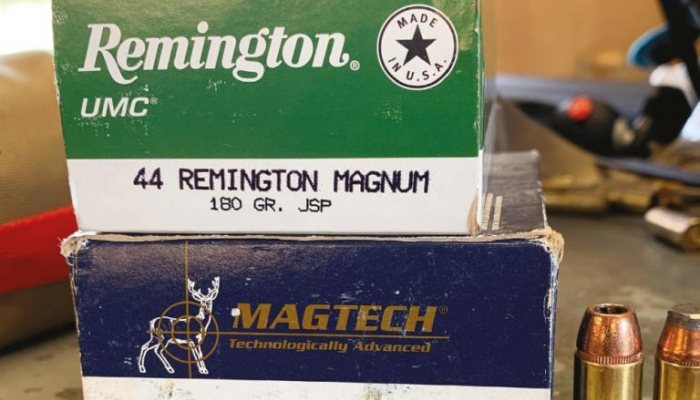 Remington®
MADE
IN U.S.A.
UMC®
44 REMINGTON MAGNUM
180 GR. JSP
MAGTECH®
Technologically Advanced